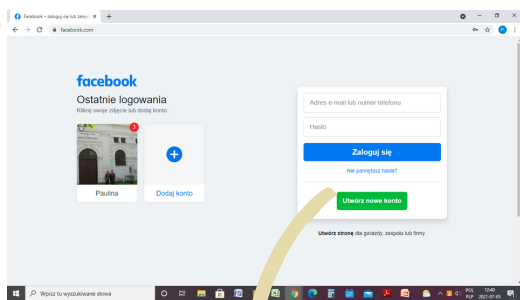 Facebook – zaloguj się lub zareje
facebook.com
facebook
Ostatnie logowania
Kliknij swoje zdjęcie lub dodaj konto.
3
Paulina
Dodaj konto
Adres e-mail lub numer telefonu
Hasło
Zaloguj się
Nie pamiętasz hasła?
Utwórz nowe konto
Utwórz stronę dla gwiazdy, zespołu lub firmy.
Wpisz tu wyszukiwane słowa
POL
PLP
12:40
2021-07-05